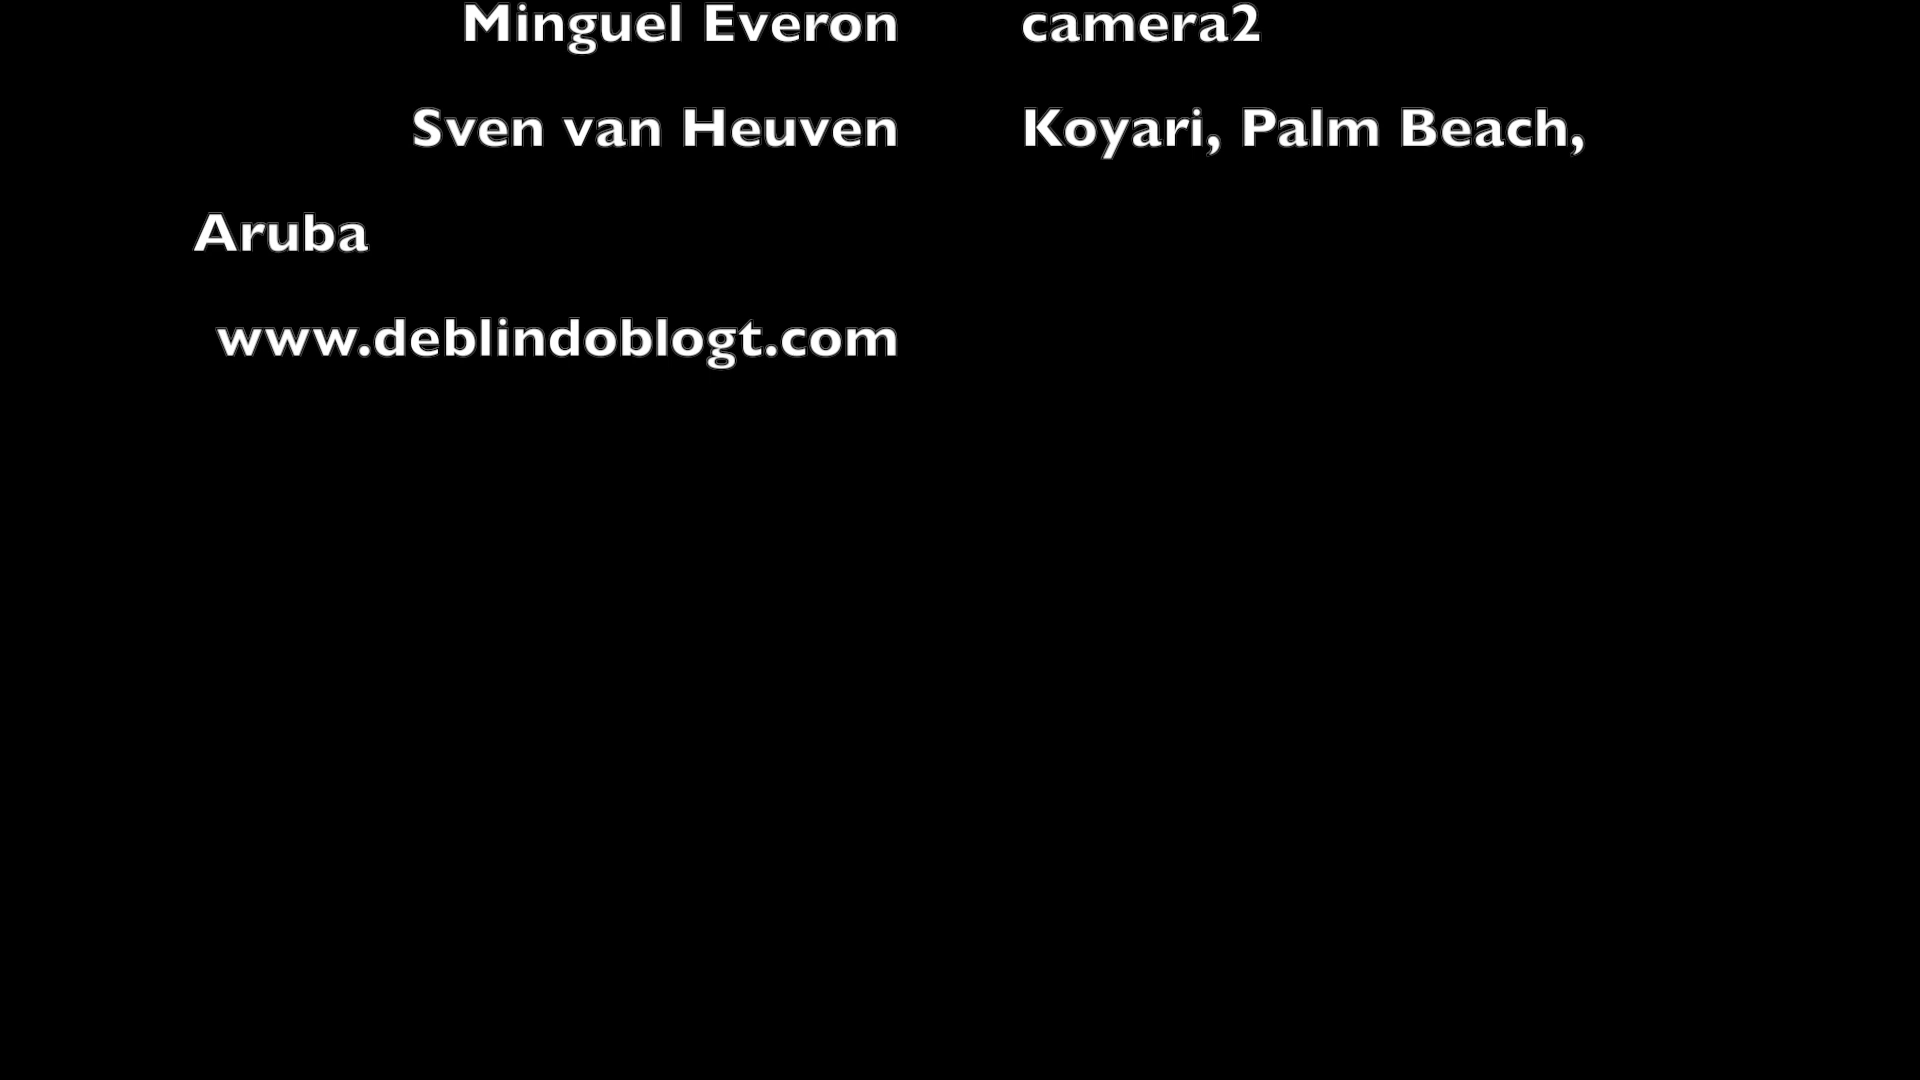 Minguel Everon camera2
Sven van Heuven Koyari, Palm Beach,
Aruba
www.deblindoblogt.com